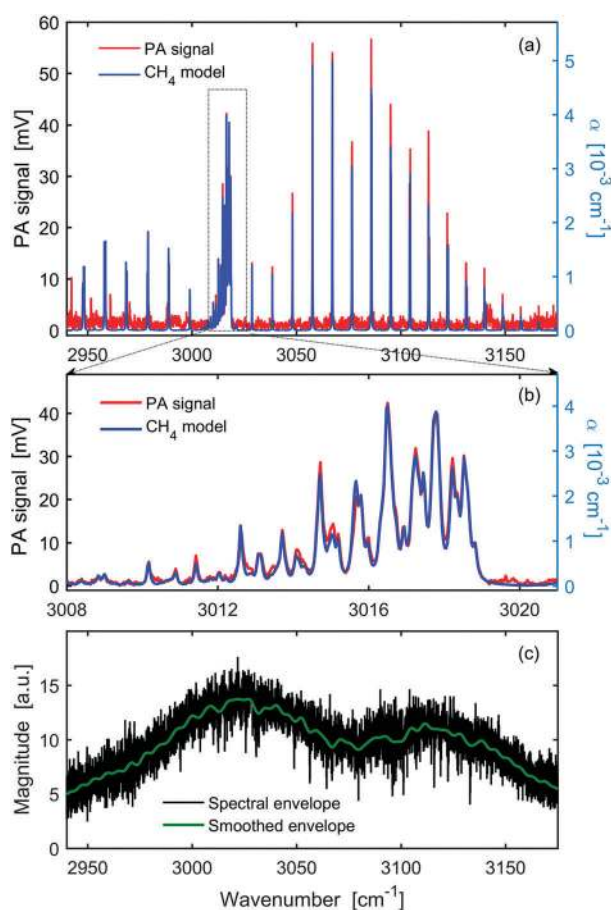 (a)
PA signal
CH4 model
PA signal [mV]
α [10-3 cm-1]
60
50
40
30
20
10
0
5
4
3
2
1
0
2950 3000 3050 3100 3150
(b)
PA signal
CH4 model
PA signal [mV]
α [10-3 cm-1]
40
30
20
10
0
4
3
2
1
0
3008 3012 3016 3020
(c)
Magnitude [a.u.]
15
10
5
0
Spectral envelope
Smoothed envelope
2950 3000 3050 3100 3150
Wavenumber [cm-1]